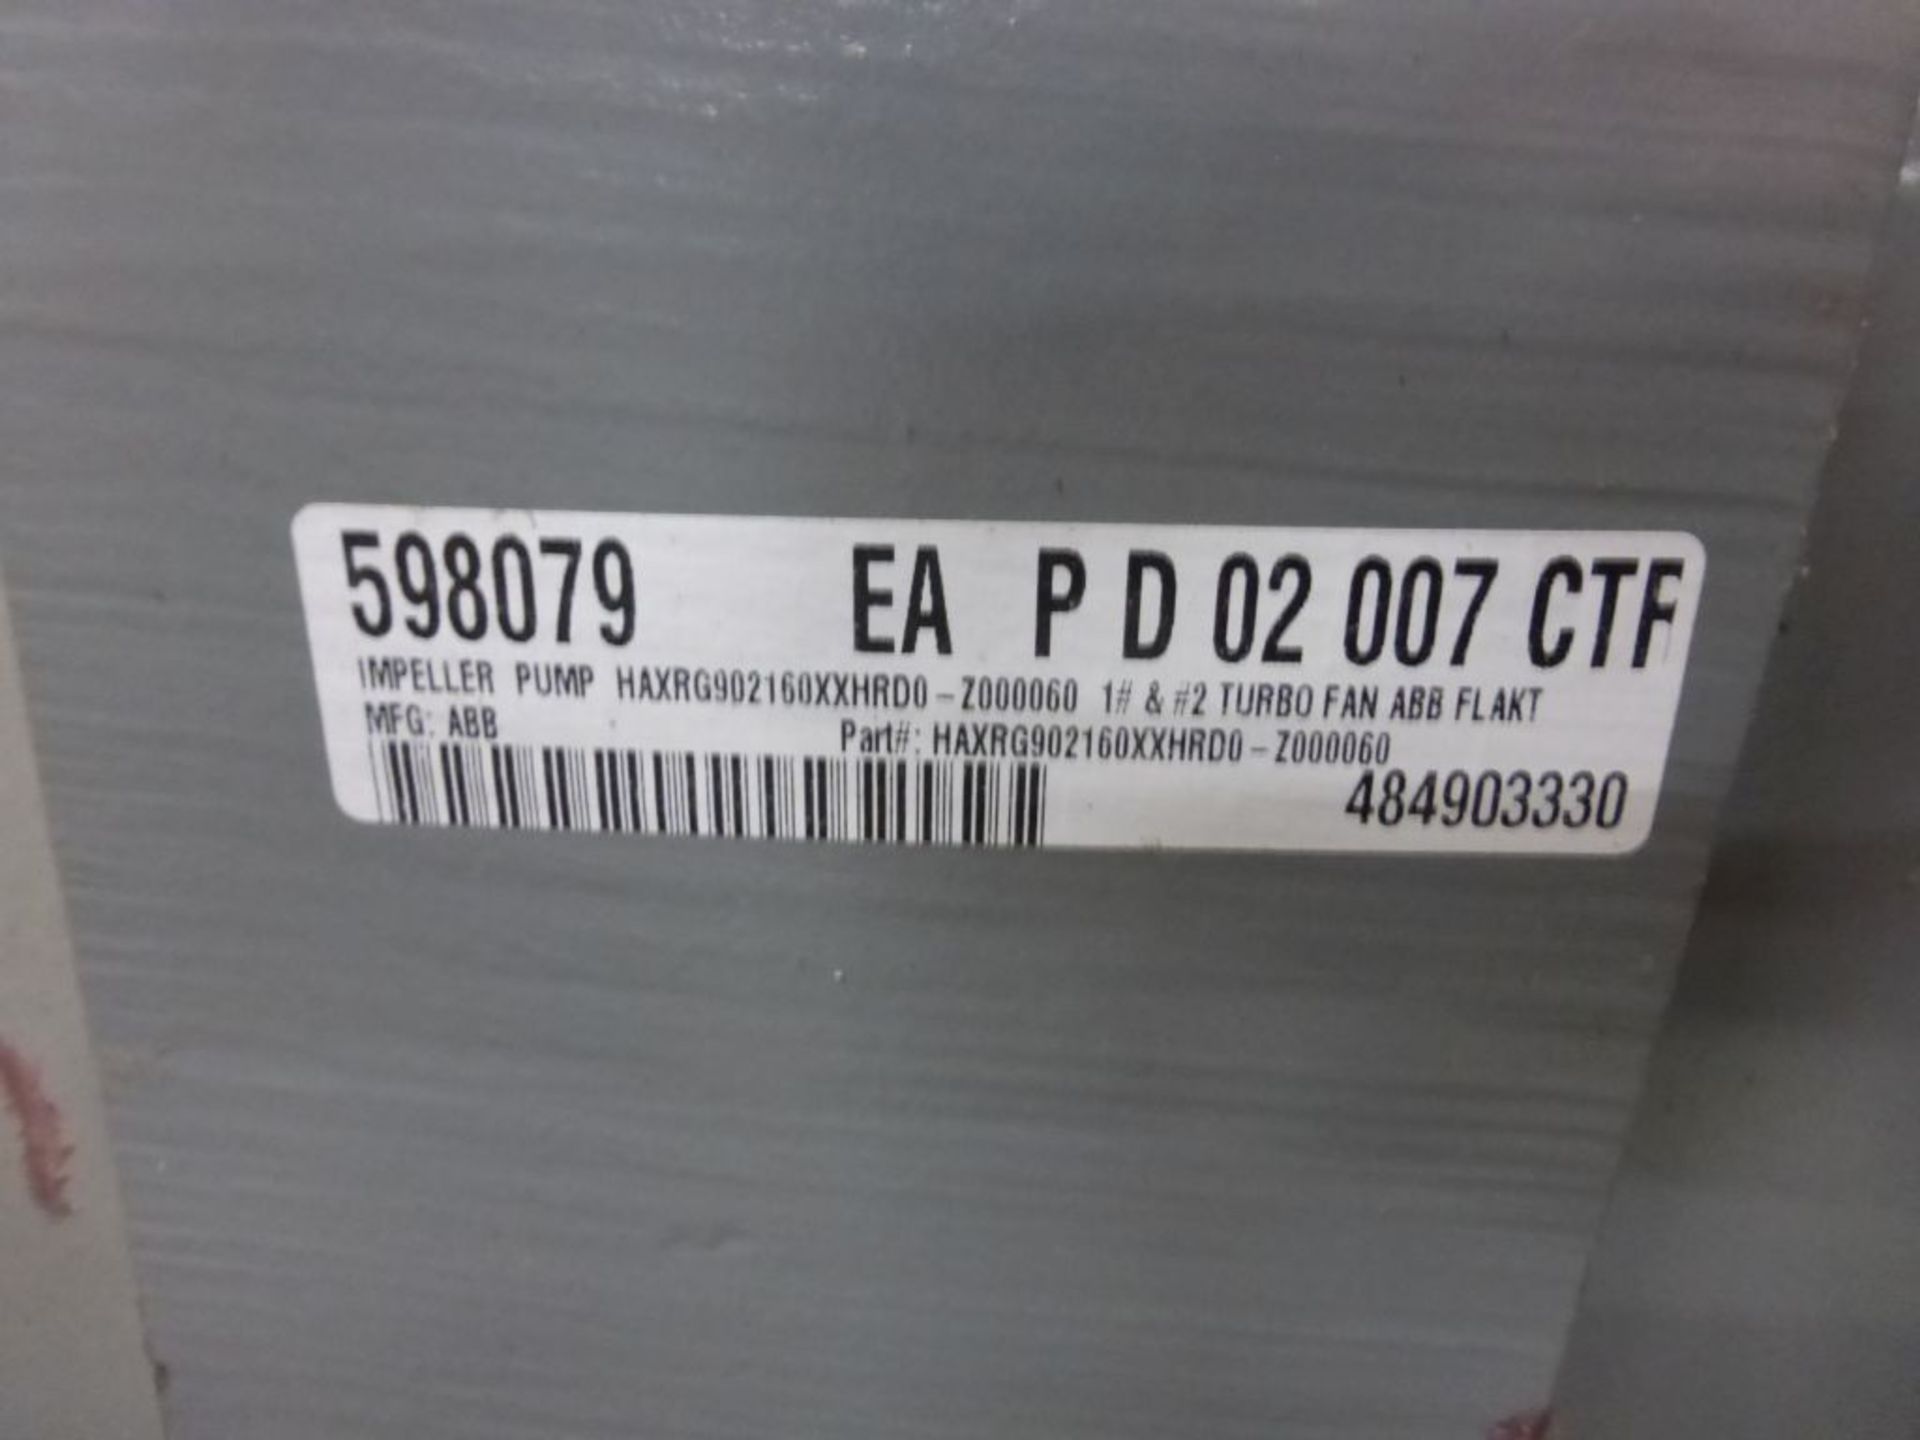 598079 EA P D 02 007 CTF
IMPELLER PUMP HAXRG902160XXHRD0-Z000060 1# & #2 TURBO FAN ABB FLAKT
MFG: ABB Part#: HAXRG902160XXHRD0-Z000060
484903330